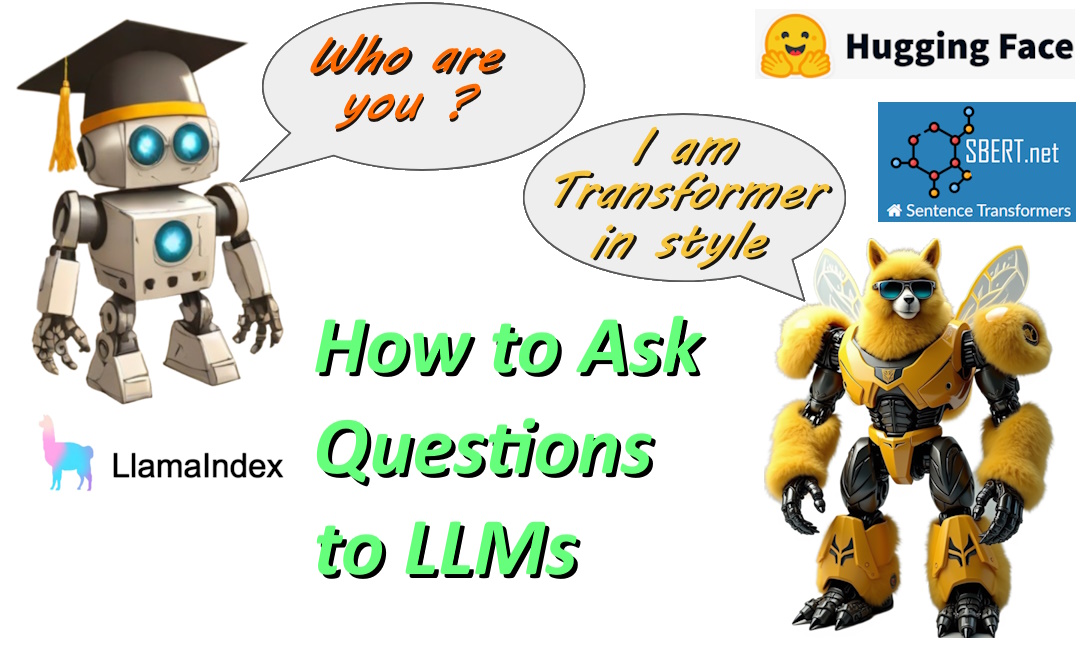 Who are
you ?
I am
Transformer
in style
Hugging Face
SBERT.net
Sentence Transformers
How to Ask
Questions
to LLMs
LlamaIndex